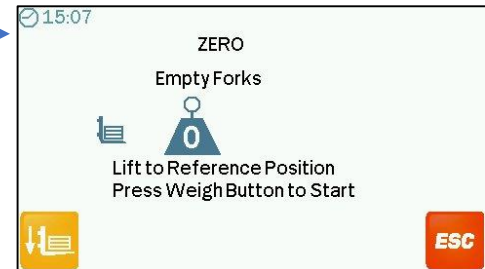 15:07
ZERO
Empty Forks
0
Lift to Reference Position
Press Weigh Button to Start
ESC